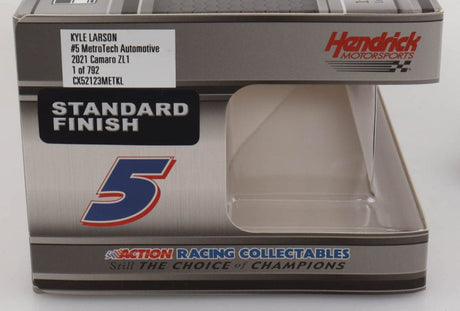 KYLE LARSON
#5 MetroTech Automotive
2021 Camaro ZL1
1 of 792
CX52123METKL
Hendrick
MOTORSPORTS
STANDARD
FINISH
5
ACTION RACING COLLECTABLES
Still THE CHOICE of CHAMPIONS